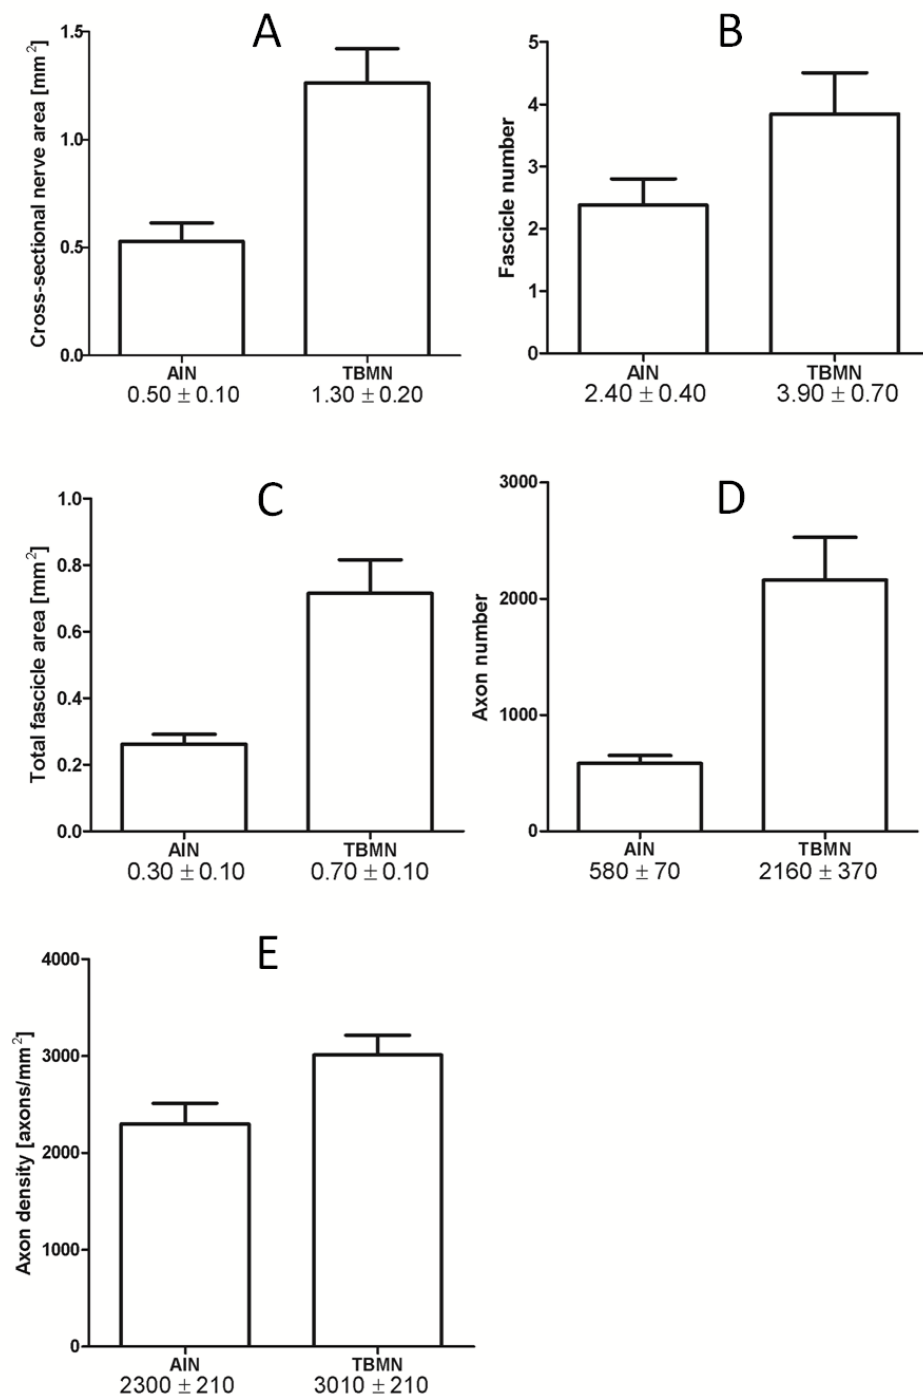 A
Cross-sectional nerve area [mm²]
1.5
1.0
0.5
0.0
AIN
TBMN
0.50 ± 0.10
1.30 ± 0.20
B
Fascicle number
5
4
3
2
1
0
AIN
TBMN
2.40 ± 0.40
3.90 ± 0.70
C
Total fascicle area [mm²]
1.0
0.8
0.6
0.4
0.2
0.0
AIN
TBMN
0.30 ± 0.10
0.70 ± 0.10
D
Axon number
3000
2000
1000
0
AIN
TBMN
580 ± 70
2160 ± 370
E
Axon density [axons/mm²]
4000
3000
2000
1000
0
AIN
TBMN
2300 ± 210
3010 ± 210